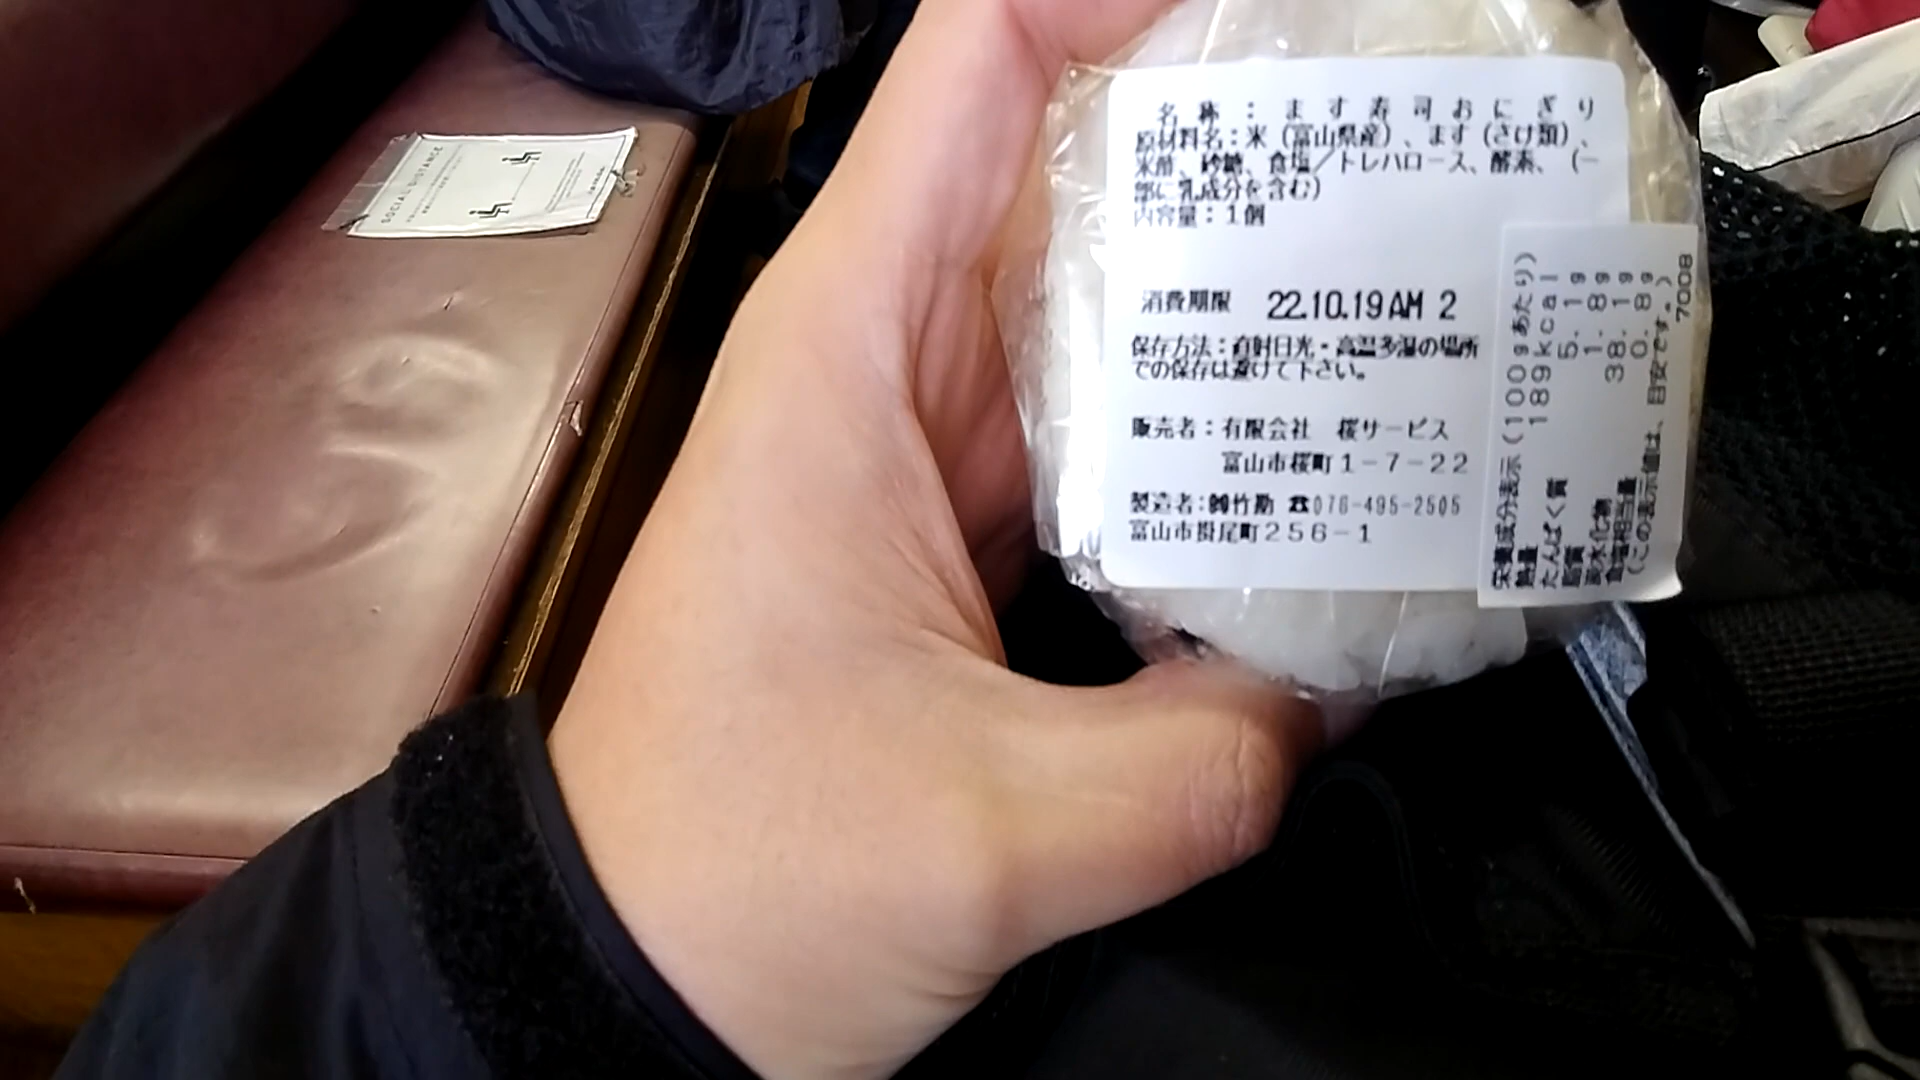 SOCIAL DISTANCE
名称：ます寿司おにぎり
原材料名：米（富山県産）、ます（さけ類）、
米酢、砂糖、食塩／トレハロース、酵素、（一
部に乳成分を含む）
内容量：１個
消費期限 22.10.19 AM 2
保存方法：直射日光・高温多湿の場所
での保存は避けて下さい。
販売者：有限会社 桜サービス
富山市桜町１－７－２２
製造者：㈱竹勘 ☎076-495-2505
富山市掛尾町２５６－１
栄養成分表示（100gあたり）
熱量 189kcal
たんぱく質 5.1g
脂質 1.8g
炭水化物 38.1g
食塩相当量 0.8g
（この表示値は、目安です。）
7008